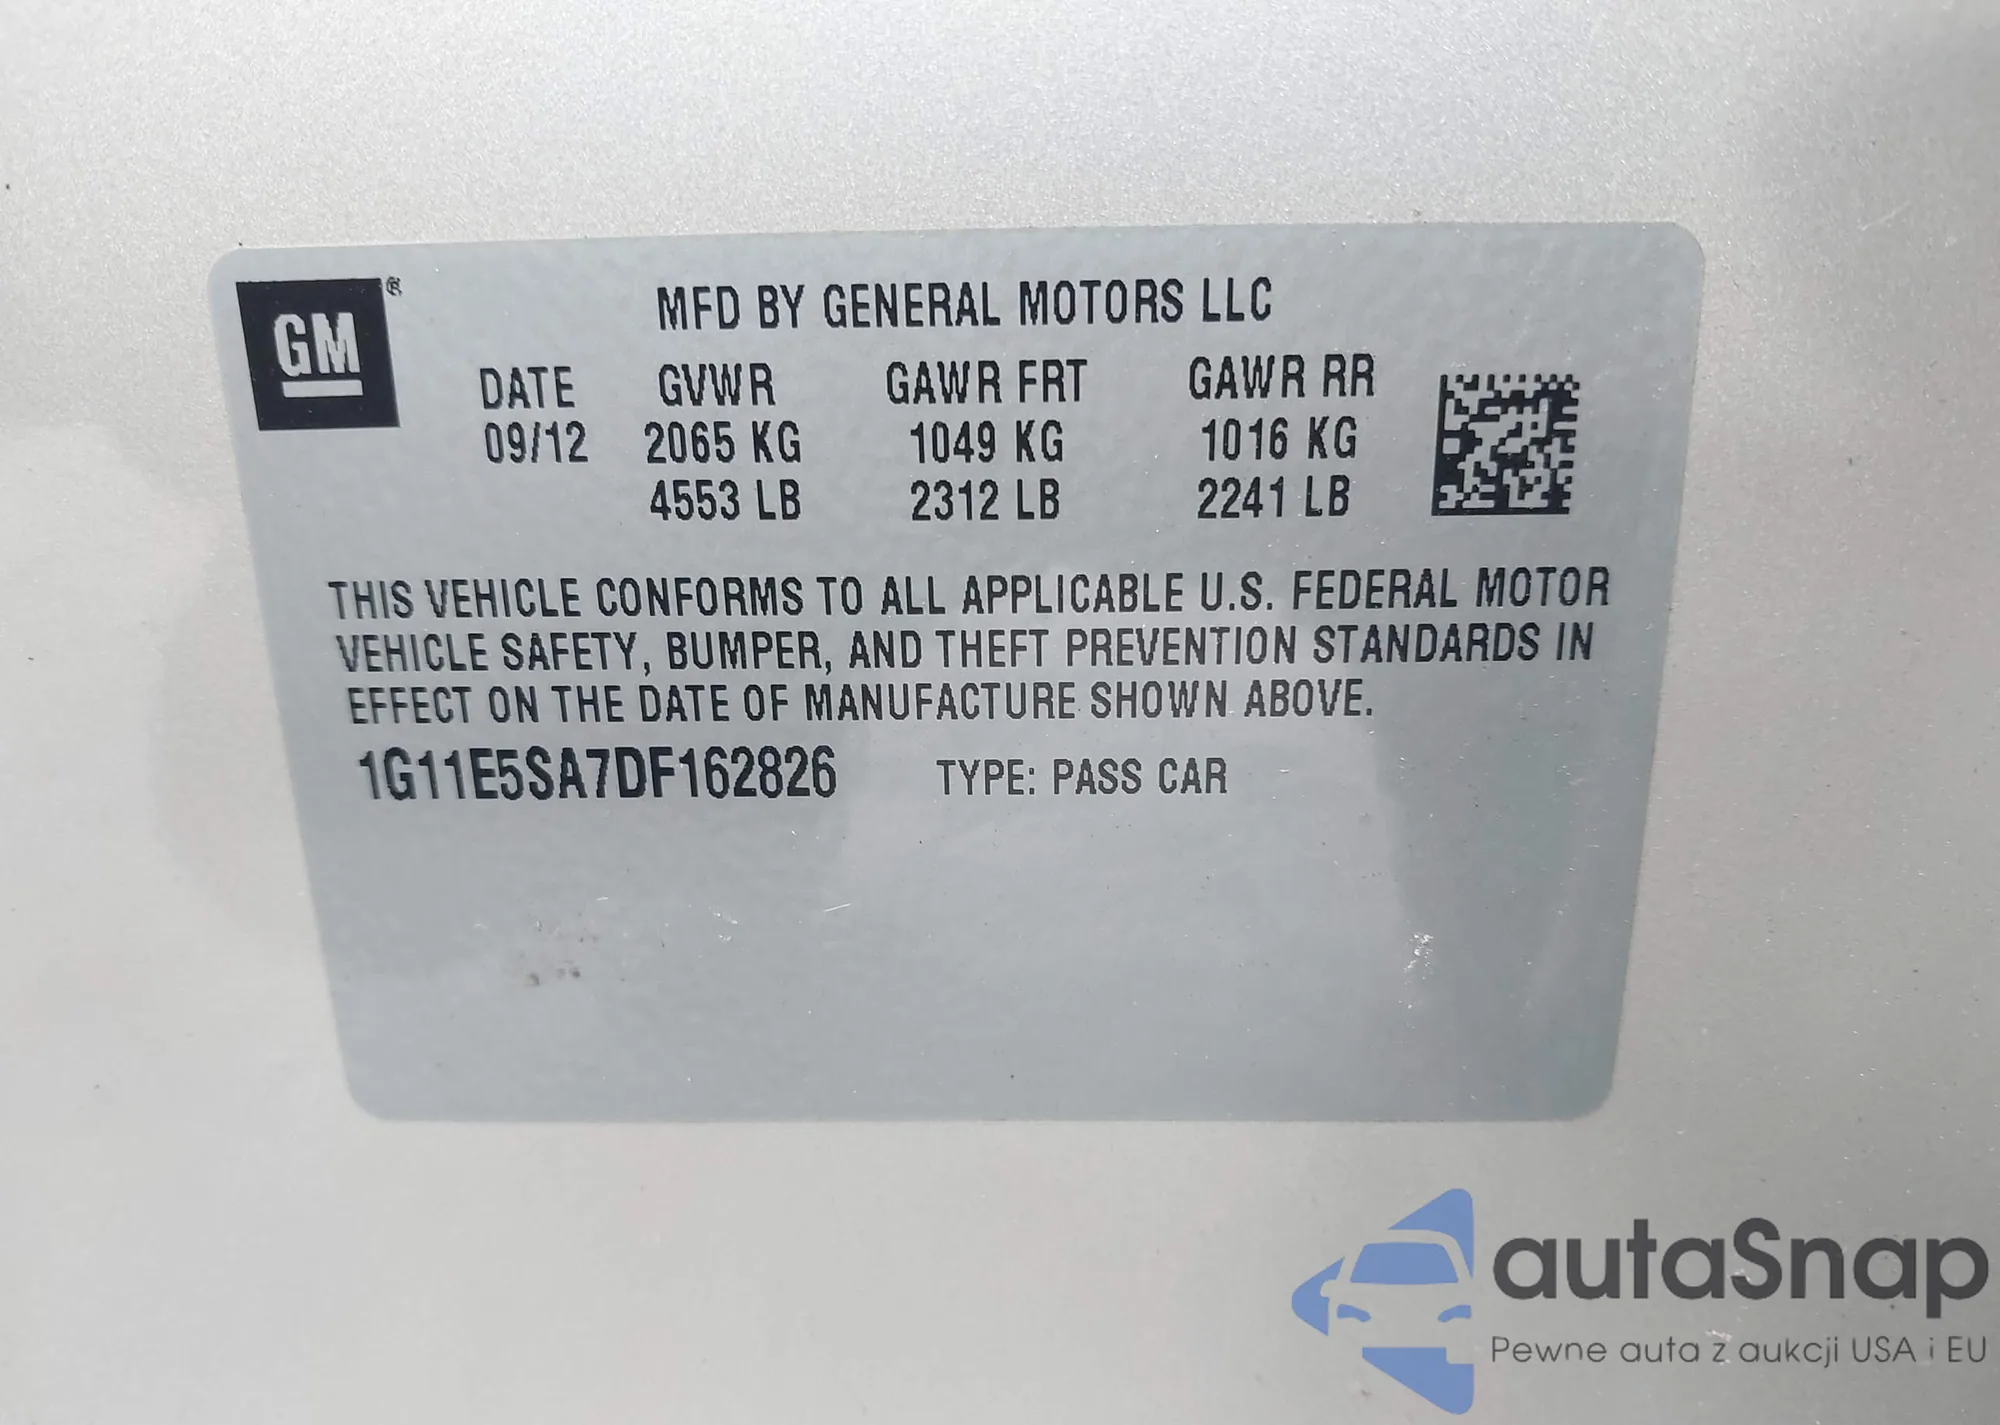 GM ®
MFD BY GENERAL MOTORS LLC
DATE GVWR GAWR FRT GAWR RR
09/12 2065 KG 1049 KG 1016 KG
4553 LB 2312 LB 2241 LB
THIS VEHICLE CONFORMS TO ALL APPLICABLE U.S. FEDERAL MOTOR
VEHICLE SAFETY, BUMPER, AND THEFT PREVENTION STANDARDS IN
EFFECT ON THE DATE OF MANUFACTURE SHOWN ABOVE.
1G11E5SA7DF162826 TYPE: PASS CAR
autaSnap
Pewne auta z aukcji USA i EU